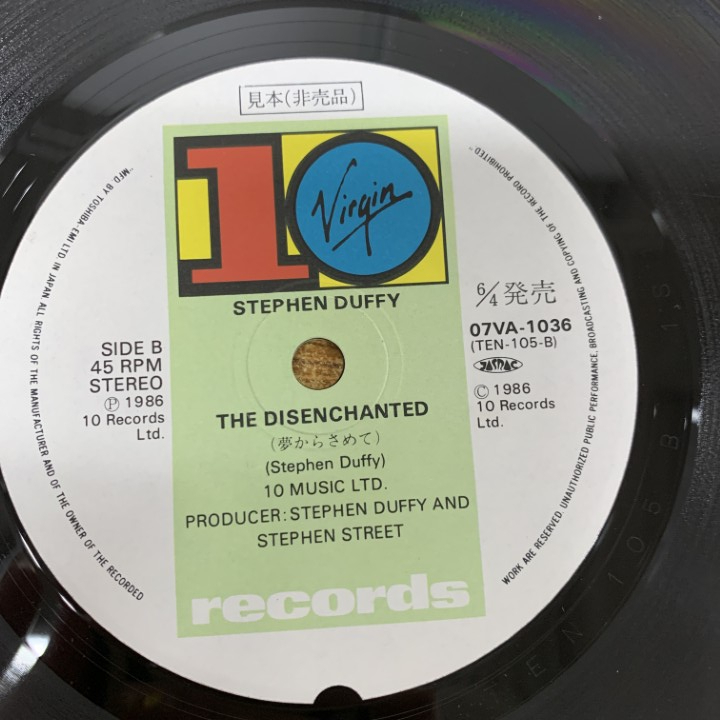 見本(非売品)
10
Virgin
STEPHEN DUFFY
6/4 発売
07VA-1036
(TEN-105-B)
JASRAC
SIDE B
45 RPM
STEREO
Ⓟ 1986
10 Records
Ltd.
© 1986
10 Records
Ltd.
THE DISENCHANTED
(夢からさめて)
(Stephen Duffy)
10 MUSIC LTD.
PRODUCER:STEPHEN DUFFY AND
STEPHEN STREET
records
"MFD. BY TOSHIBA-EMI LTD IN JAPAN. ALL RIGHTS OF THE MANUFACTURER AND OF THE OWNER OF THE RECORDED
WORK ARE RESERVED. UNAUTHORIZED PUBLIC PERFORMANCE, BROADCASTING AND COPYING OF THE RECORD PROHIBITED"
TEN 105 B 1S